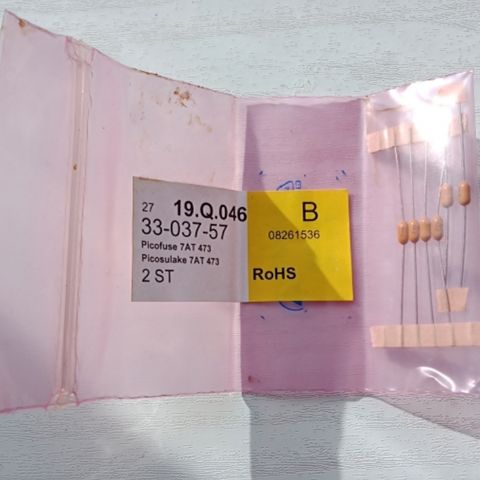 27 19.Q.046
33-037-57
Picofuse 7AT 473
Picosulake 7AT 473
2 ST
B
08261536
RoHS